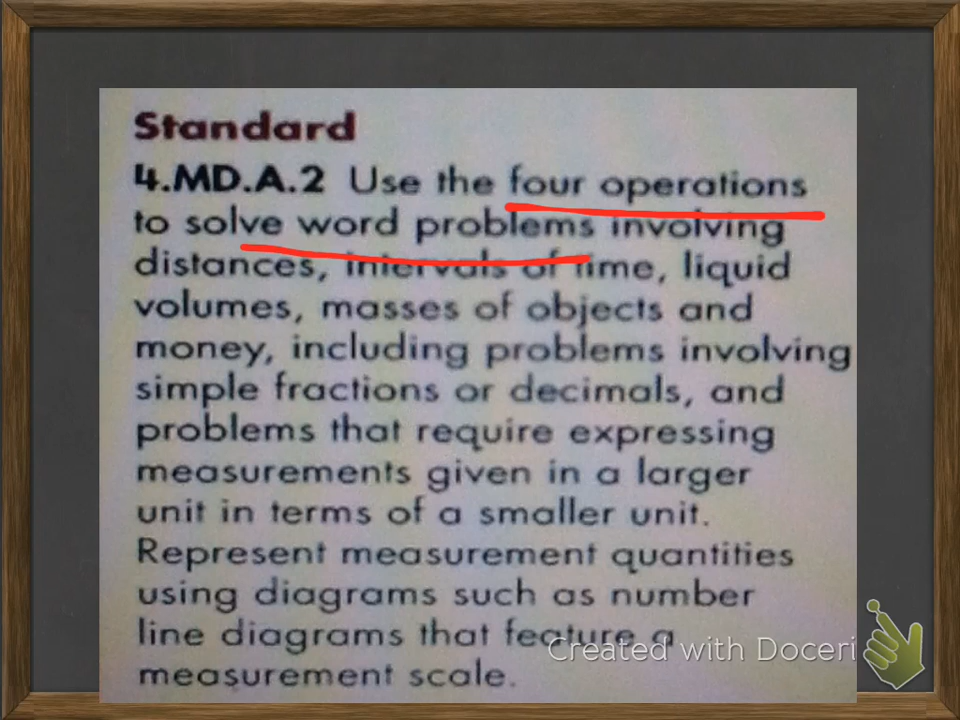 Standard
4.MD.A.2 Use the four operations
to solve word problems involving
distances, intervals of time, liquid
volumes, masses of objects and
money, including problems involving
simple fractions or decimals, and
problems that require expressing
measurements given in a larger
unit in terms of a smaller unit.
Represent measurement quantities
using diagrams such as number
line diagrams that feature a
measurement scale.
Created with Doceri